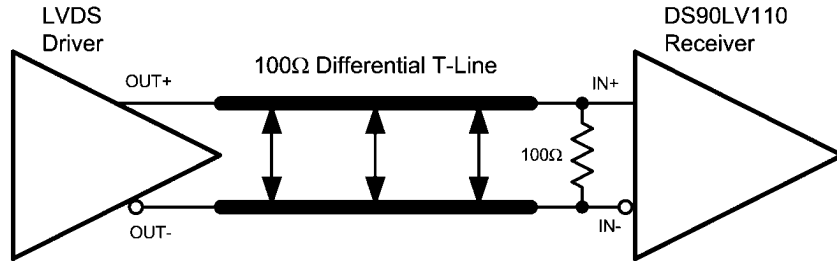 LVDS
Driver
DS90LV110
Receiver
OUT+
100Ω Differential T-Line
IN+
100Ω
OUT-
IN-